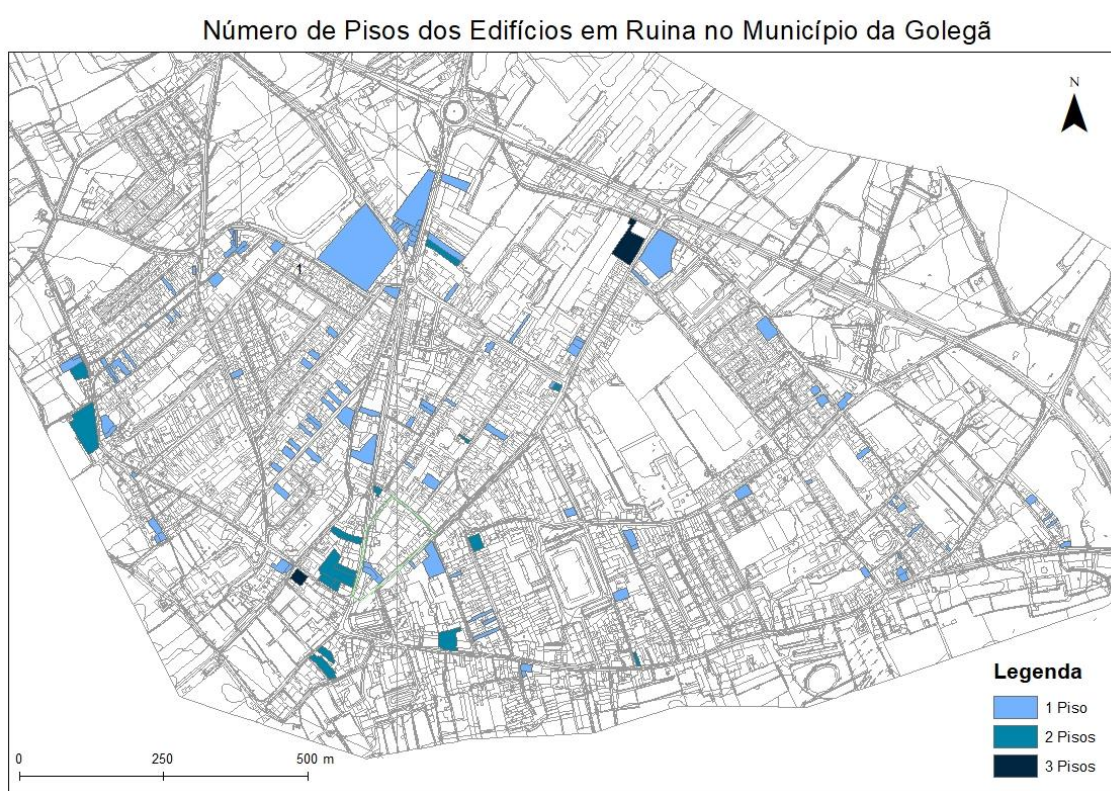 Número de Pisos dos Edifícios em Ruina no Município da Golegã
N
1
Legenda
1 Piso
2 Pisos
3 Pisos
0 250 500 m